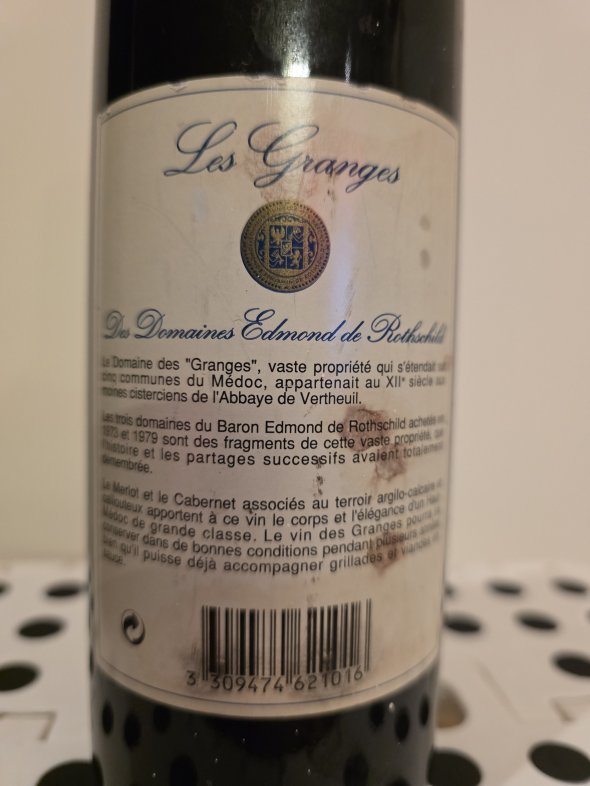 Les Granges
Des Domaines Edmond de Rothschild
Le Domaine des "Granges", vaste propriété qui s'étendait sur
cinq communes du Médoc, appartenait au XIIe siècle aux
moines cisterciens de l'Abbaye de Vertheuil.
Les trois domaines du Baron Edmond de Rothschild achetés en
1973 et 1979 sont des fragments de cette vaste propriété, que
l'histoire et les partages successifs avaient totalement
démembrée.
Le Merlot et le Cabernet associés au terroir argilo-calcaire et
caillouteux apportent à ce vin le corps et l'élégance d'un Haut
Médoc de grande classe. Le vin des Granges pourra se
conserver dans de bonnes conditions pendant plusieurs années
bien qu'il puisse déjà accompagner grillades et viandes en
sauce.
3 309474 621016